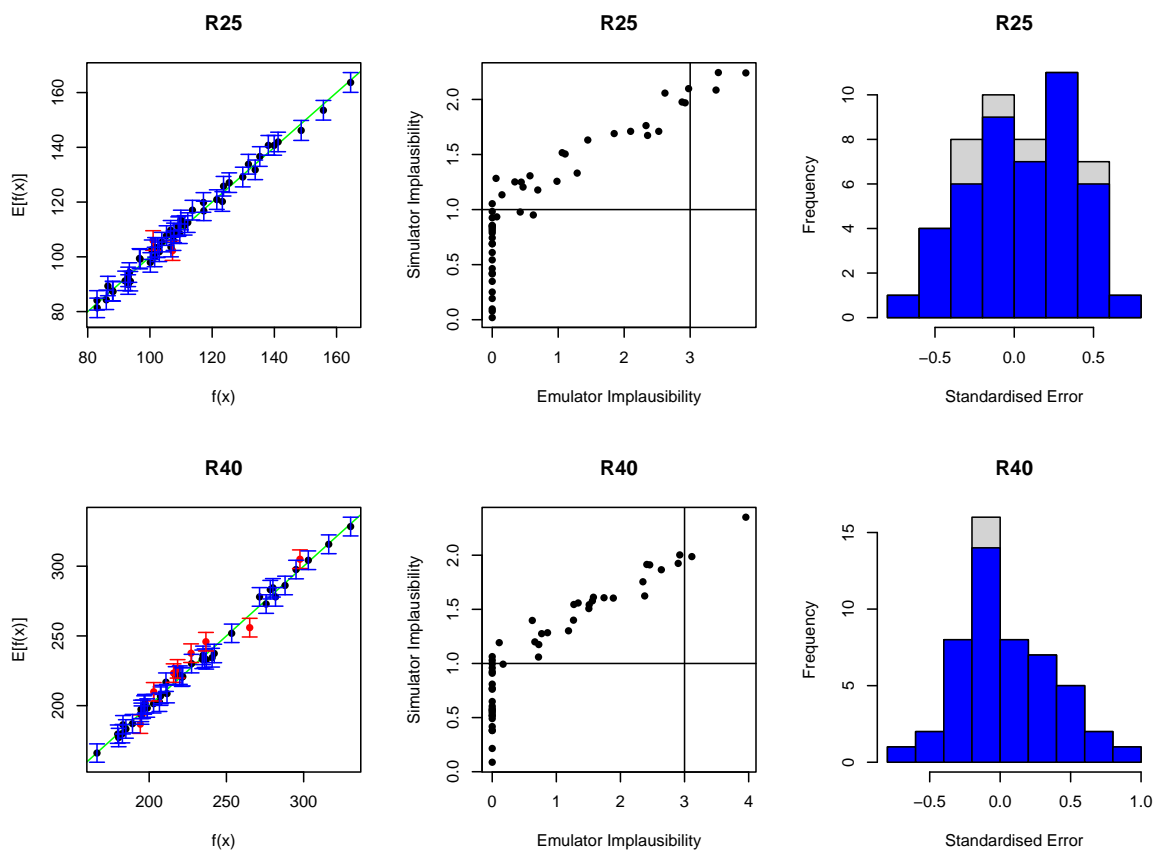 R25
E[f(x)]
160
140
120
100
80
80 100 120 140 160
f(x)
R25
Simulator Implausibility
2.0
1.5
1.0
0.5
0.0
0 1 2 3
Emulator Implausibility
R25
Frequency
10
8
6
4
2
0
−0.5 0.0 0.5
Standardised Error
R40
E[f(x)]
300
250
200
200 250 300
f(x)
R40
Simulator Implausibility
2.0
1.5
1.0
0.5
0.0
0 1 2 3 4
Emulator Implausibility
R40
Frequency
15
10
5
0
−0.5 0.0 0.5 1.0
Standardised Error